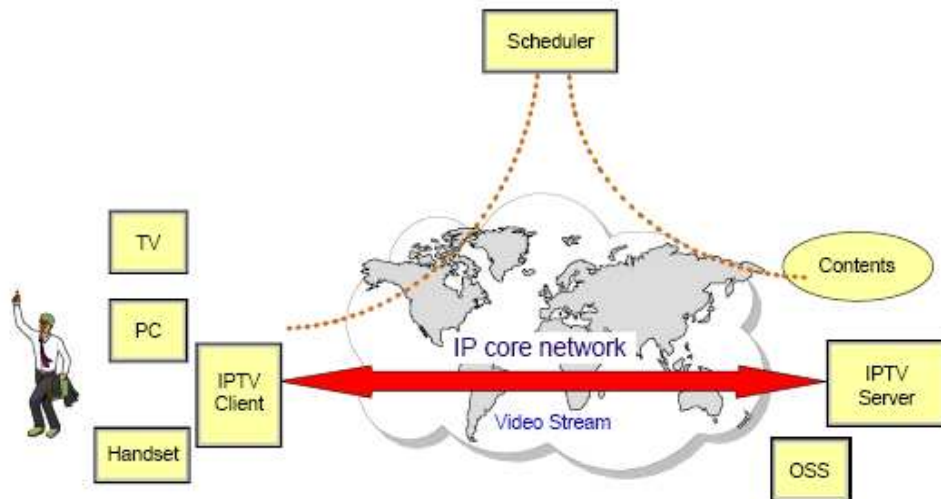 Scheduler
TV
Contents
PC
IP core network
IPTV
Client
IPTV
Server
Video Stream
Handset
OSS